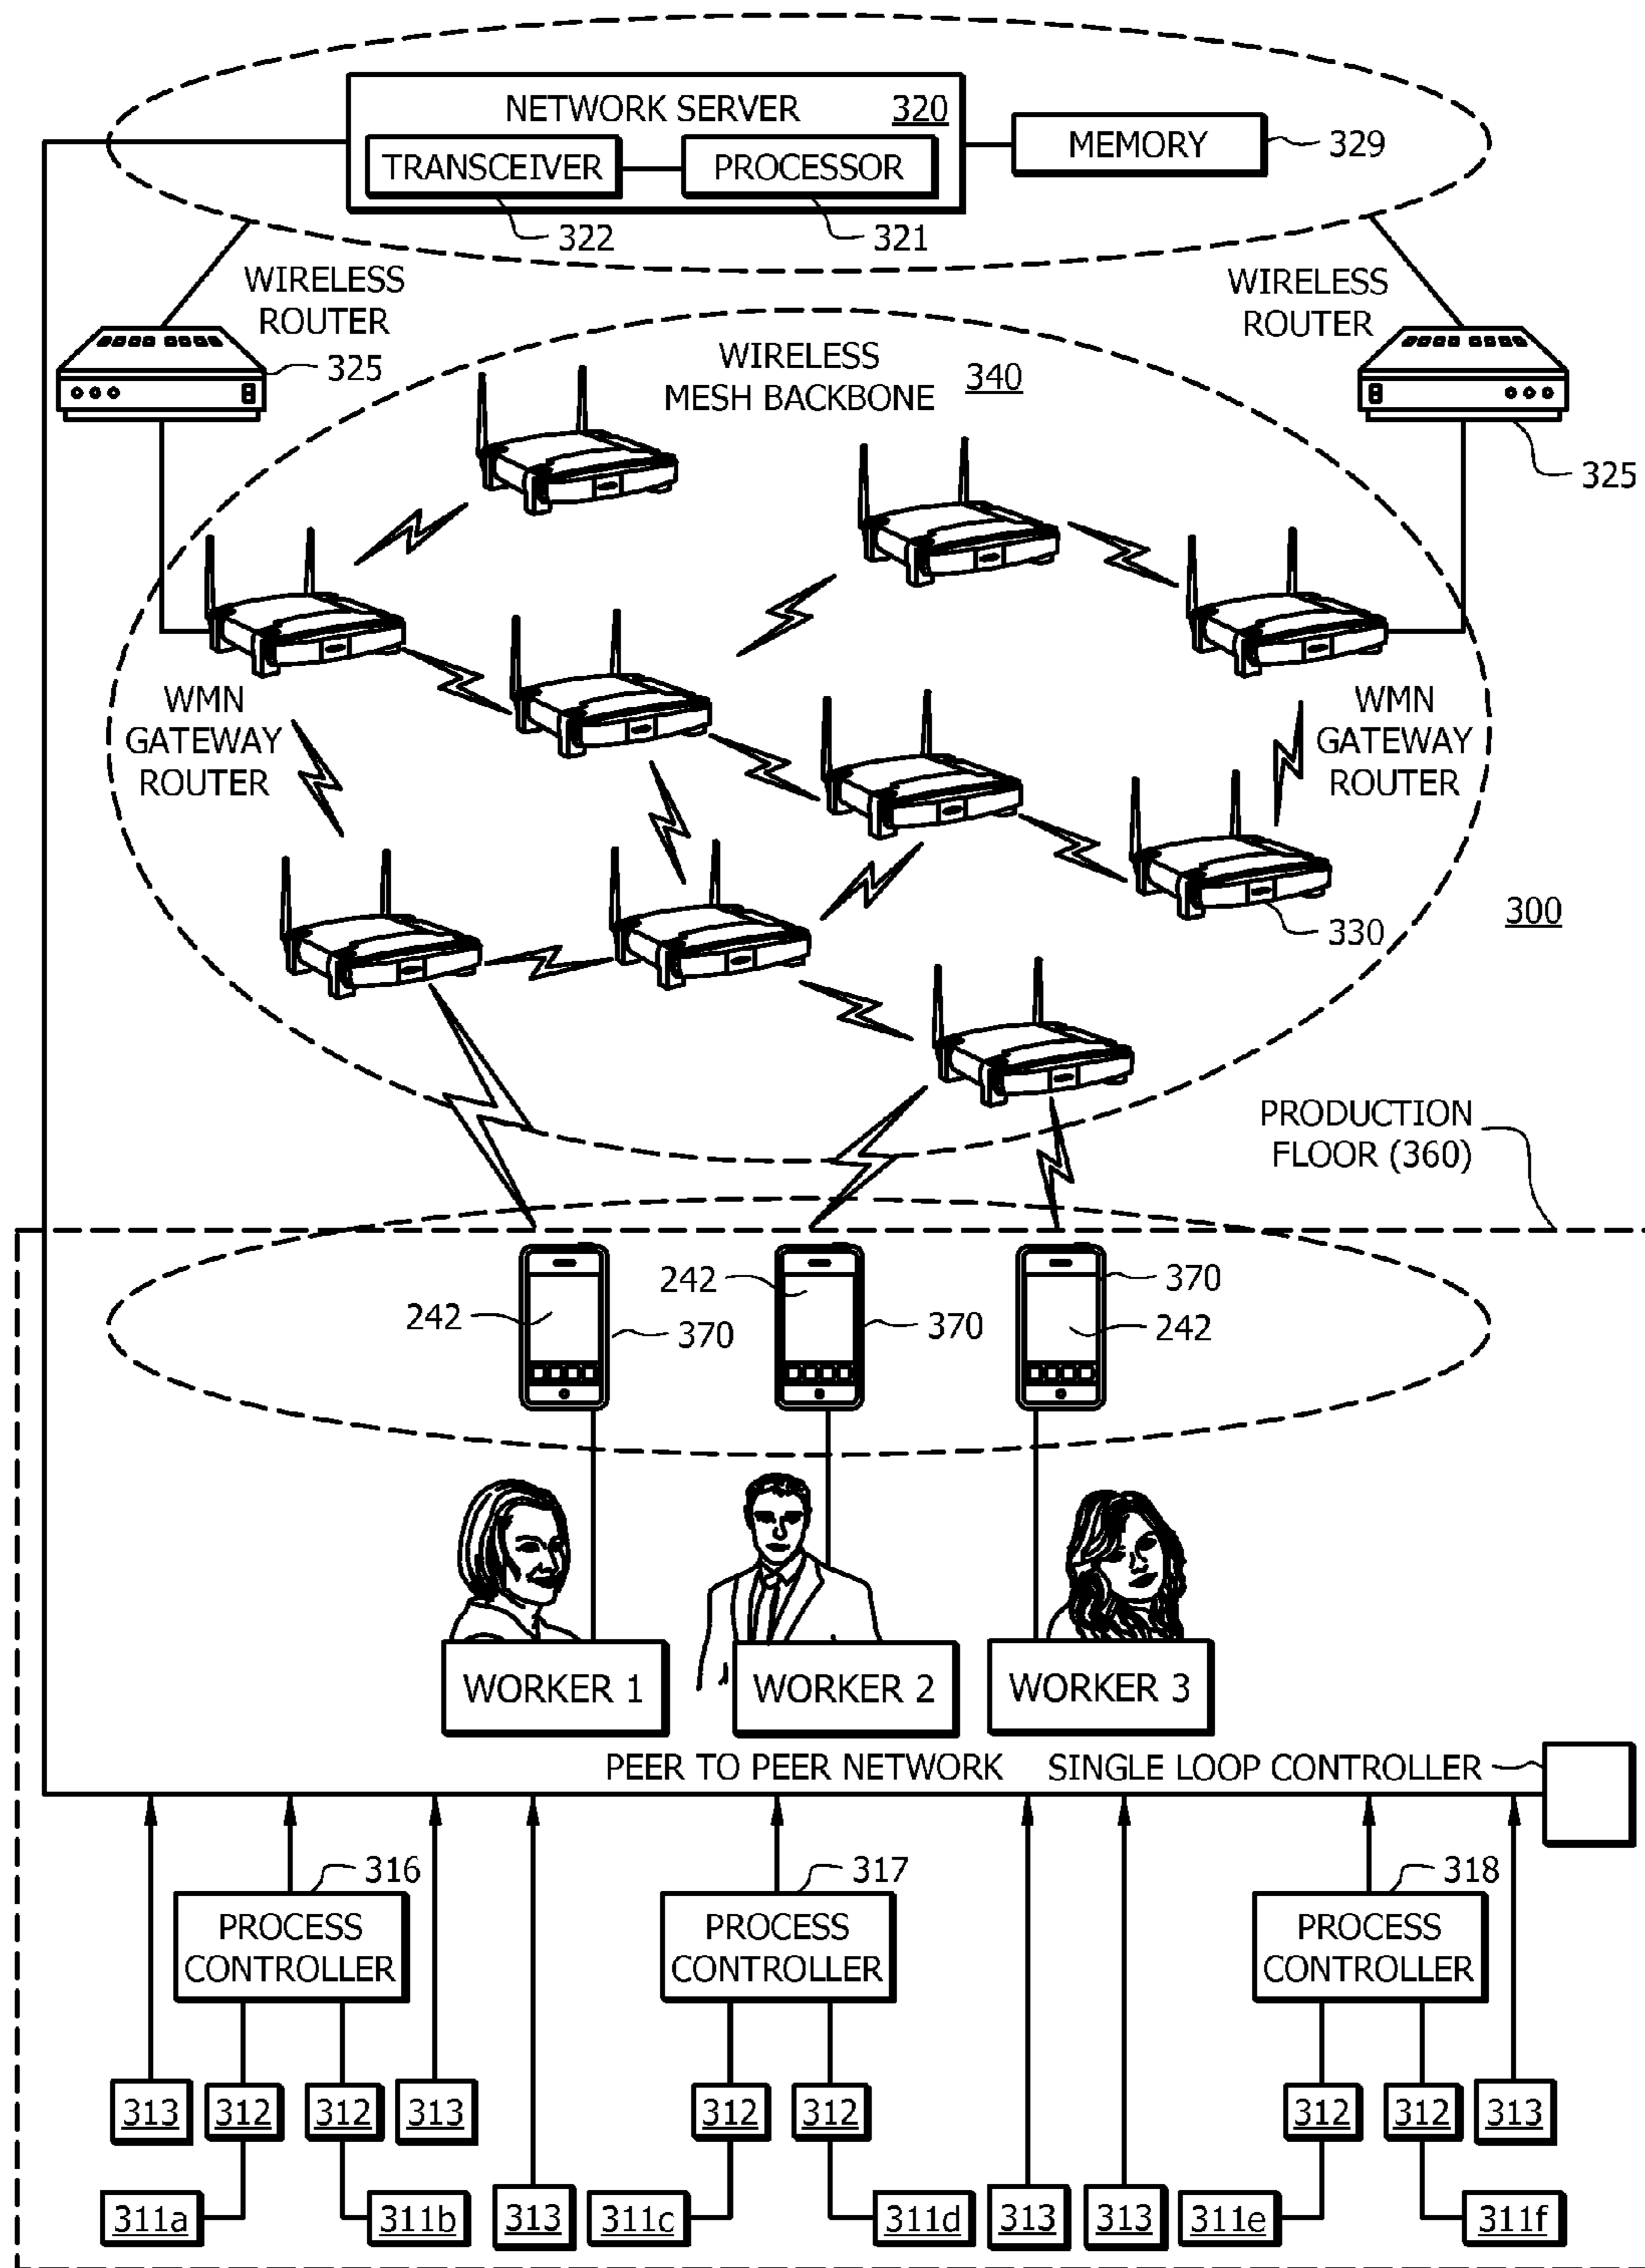 NETWORK SERVER 320
TRANSCEIVER
PROCESSOR
MEMORY
329
322
321
WIRELESS
ROUTER
325
WIRELESS
ROUTER
325
WIRELESS
MESH BACKBONE
340
WMN
GATEWAY
ROUTER
WMN
GATEWAY
ROUTER
330
300
PRODUCTION
FLOOR (360)
242
370
242
370
370
242
WORKER 1
WORKER 2
WORKER 3
PEER TO PEER NETWORK
SINGLE LOOP CONTROLLER
316
317
318
PROCESS
CONTROLLER
PROCESS
CONTROLLER
PROCESS
CONTROLLER
313
312
312
313
312
312
312
312
313
311a
311b
313
311c
311d
313
313
311e
311f